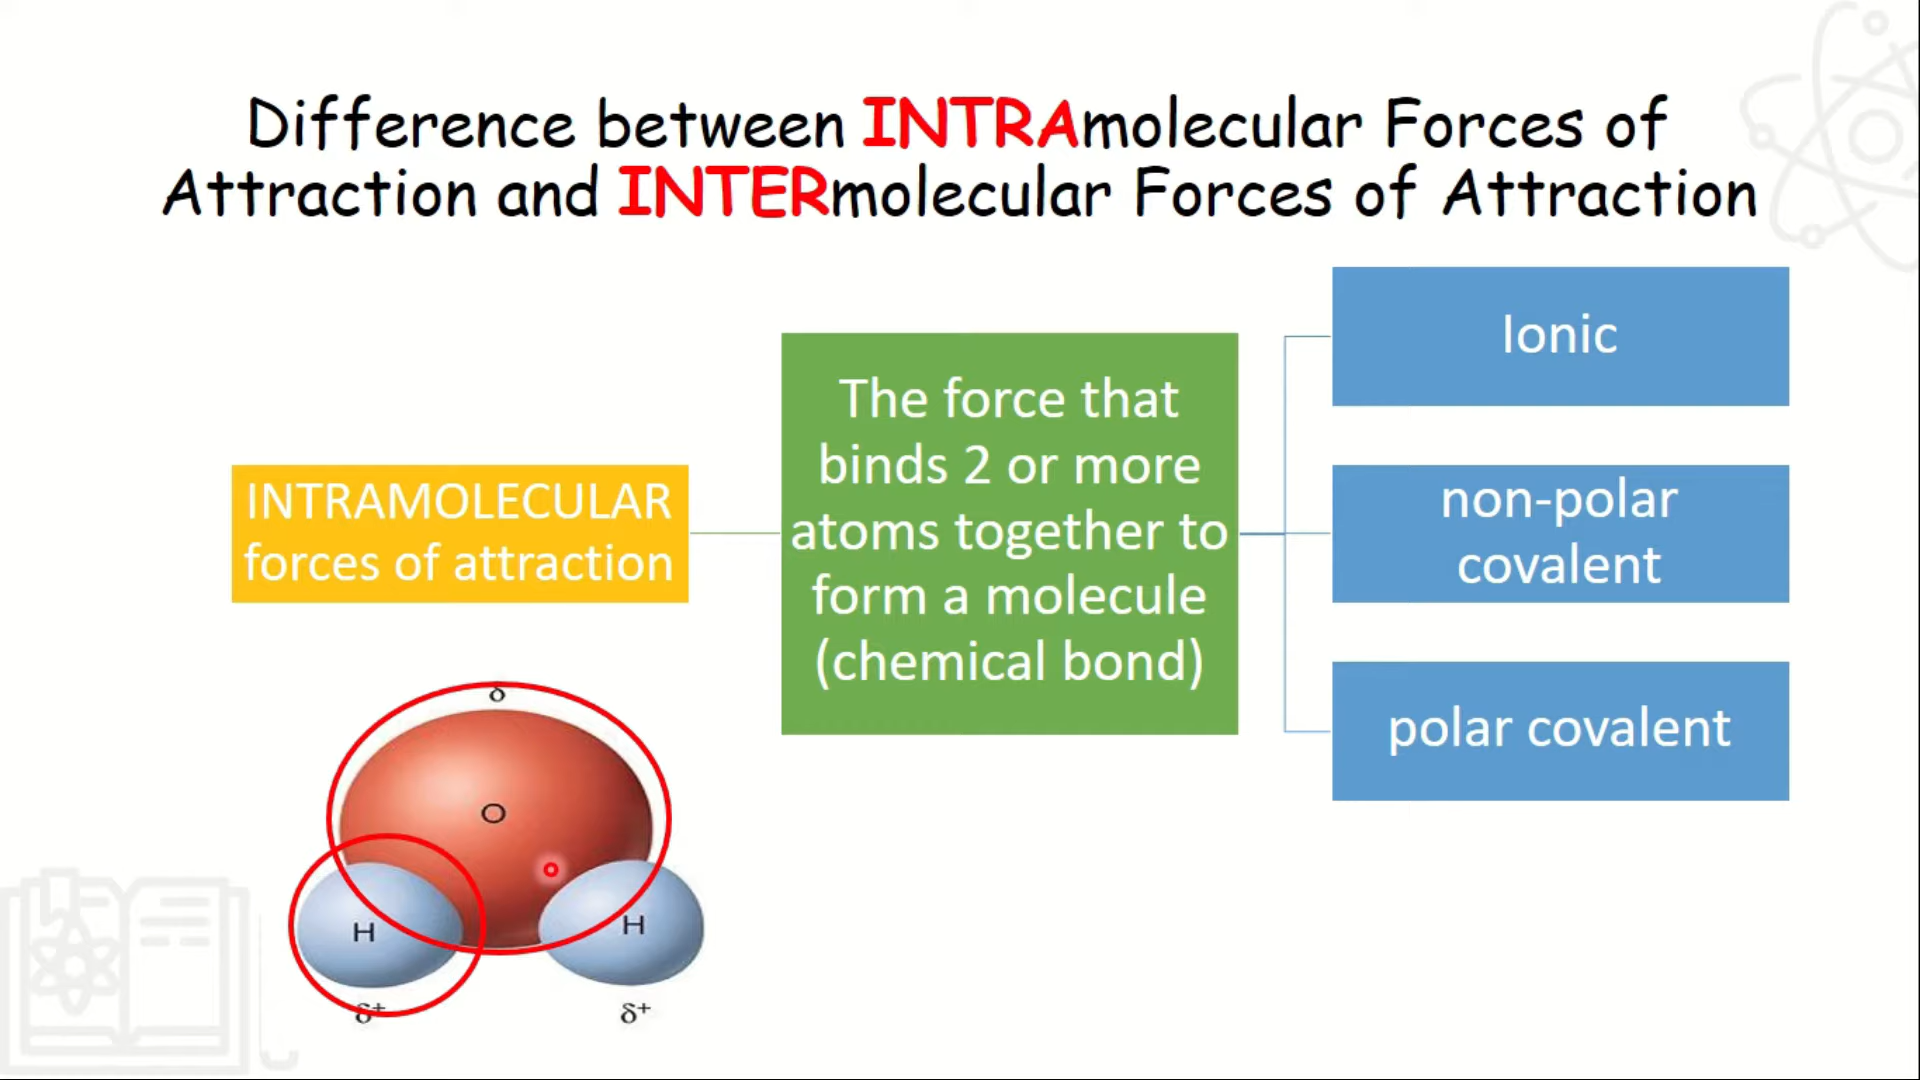 Difference between INTRAmolecular Forces of
Attraction and INTERmolecular Forces of Attraction
INTRAMOLECULAR
forces of attraction
The force that
binds 2 or more
atoms together to
form a molecule
(chemical bond)
Ionic
non-polar
covalent
polar covalent
δ
O
H
H
δ+
δ+